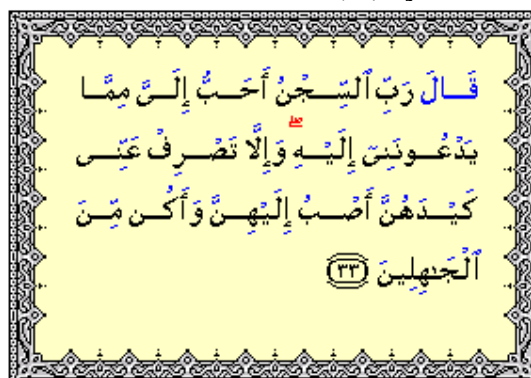 قَالَ رَبِّ ٱلسِّجْنُ أَحَبُّ إِلَىَّ مِمَّا
يَدْعُونَنِىٓ إِلَيْهِ ۖ وَإِلَّا تَصْرِفْ عَنِّى
كَيْدَهُنَّ أَصْبُ إِلَيْهِنَّ وَأَكُن مِّنَ
ٱلْجَـٰهِلِينَ ٣٣